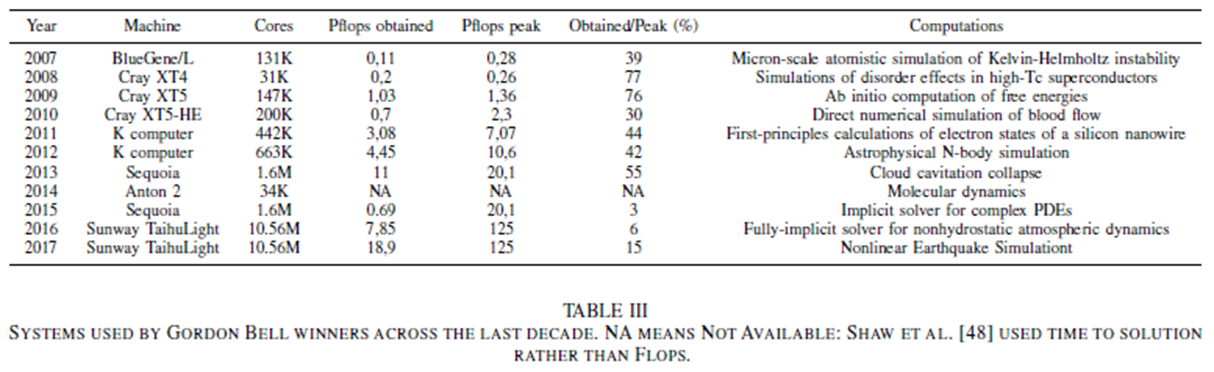 Year Machine Cores Pflops obtained Pflops peak Obtained/Peak (%) Computations
2007 BlueGene/L 131K 0,11 0,28 39 Micron-scale atomistic simulation of Kelvin-Helmholtz instability
2008 Cray XT4 31K 0,2 0,26 77 Simulations of disorder effects in high-Tc superconductors
2009 Cray XT5 147K 1,03 1,36 76 Ab initio computation of free energies
2010 Cray XT5-HE 200K 0,7 2,3 30 Direct numerical simulation of blood flow
2011 K computer 442K 3,08 7,07 44 First-principles calculations of electron states of a silicon nanowire
2012 K computer 663K 4,45 10,6 42 Astrophysical N-body simulation
2013 Sequoia 1.6M 11 20,1 55 Cloud cavitation collapse
2014 Anton 2 34K NA NA NA Molecular dynamics
2015 Sequoia 1.6M 0.69 20,1 3 Implicit solver for complex PDEs
2016 Sunway TaihuLight 10.56M 7,85 125 6 Fully-implicit solver for nonhydrostatic atmospheric dynamics
2017 Sunway TaihuLight 10.56M 18,9 125 15 Nonlinear Earthquake Simulationt
TABLE III
SYSTEMS USED BY GORDON BELL WINNERS ACROSS THE LAST DECADE. NA MEANS NOT AVAILABLE: SHAW ET AL. [48] USED TIME TO SOLUTION
RATHER THAN FLOPS.